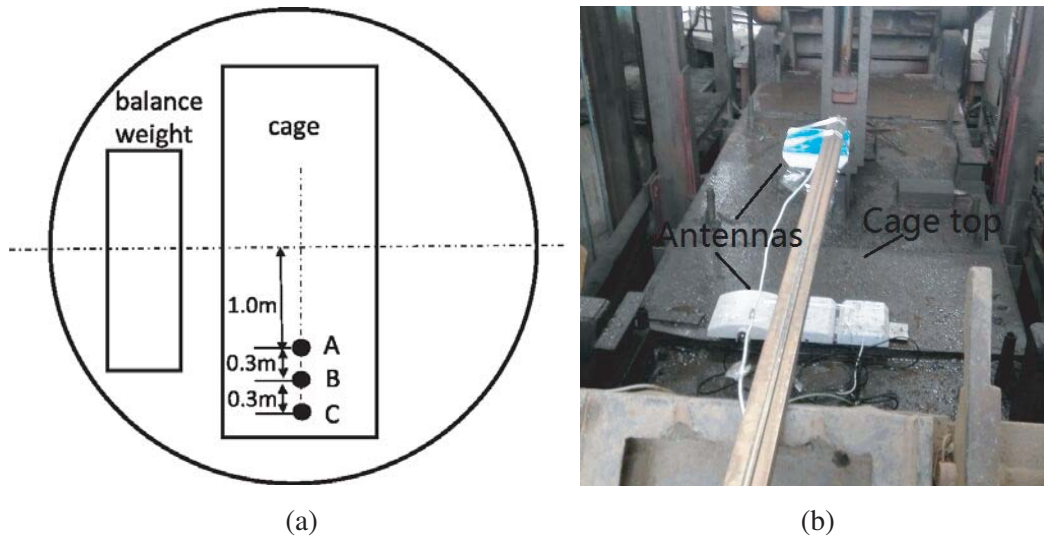 balance
weight
cage
1.0m
A
0.3m
B
0.3m
C
Antennas
Cage top
(a)
(b)